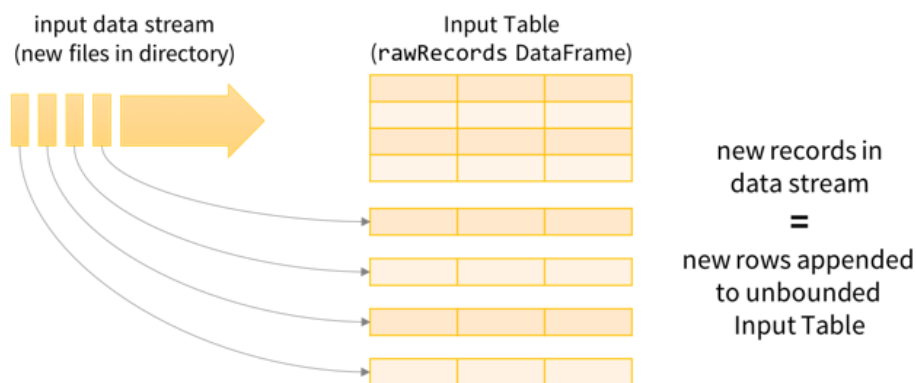 input data stream
(new files in directory)
Input Table
(rawRecords DataFrame)
new records in
data stream
=
new rows appended
to unbounded
Input Table